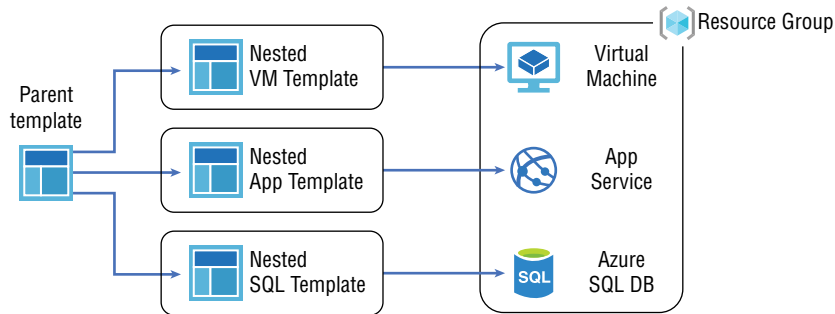 Resource Group
Nested
VM Template
Virtual
Machine
Parent
template
Nested
App Template
App
Service
Nested
SQL Template
SQL
Azure
SQL DB